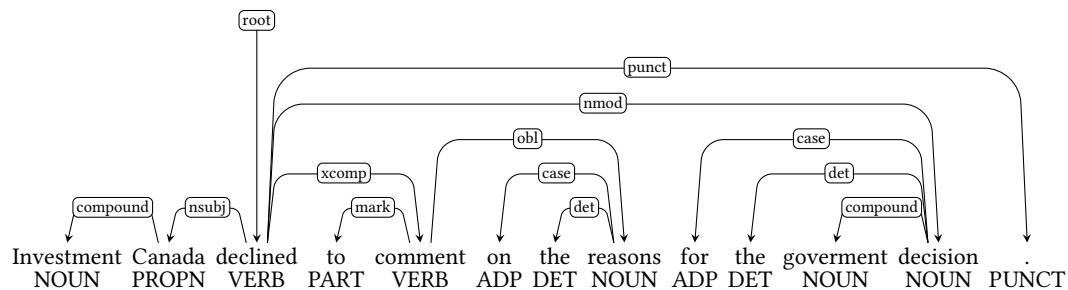 root
punct
nmod
obl case
xcomp case det
compound nsubj mark det compound
Investment Canada declined to comment on the reasons for the goverment decision .
NOUN PROPN VERB PART VERB ADP DET NOUN ADP DET NOUN NOUN PUNCT